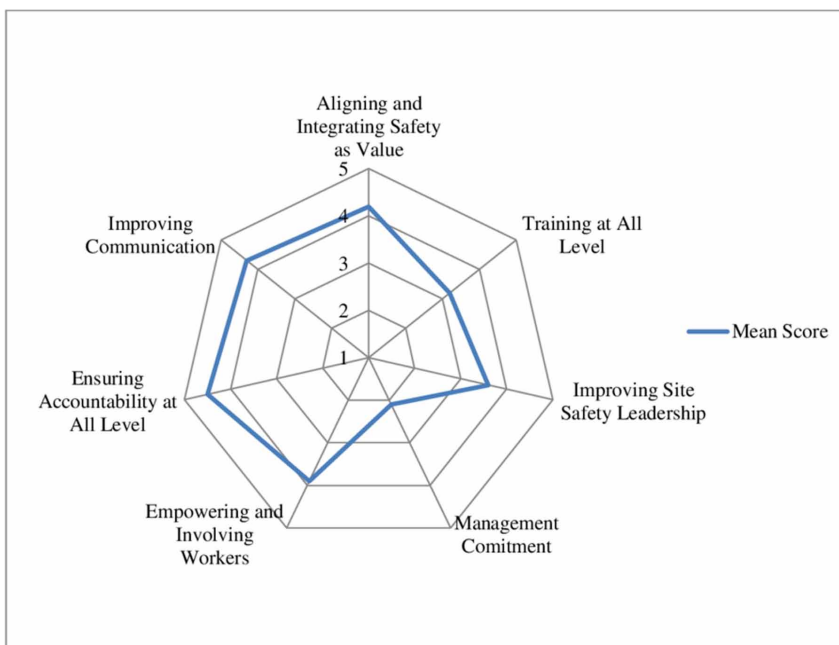 Aligning and
Integrating Safety
as Value
5
4
3
2
1
Training at All
Level
Improving Site
Safety Leadership
Management
Comitment
Empowering and
Involving
Workers
Ensuring
Accountability at
All Level
Improving
Communication
Mean Score